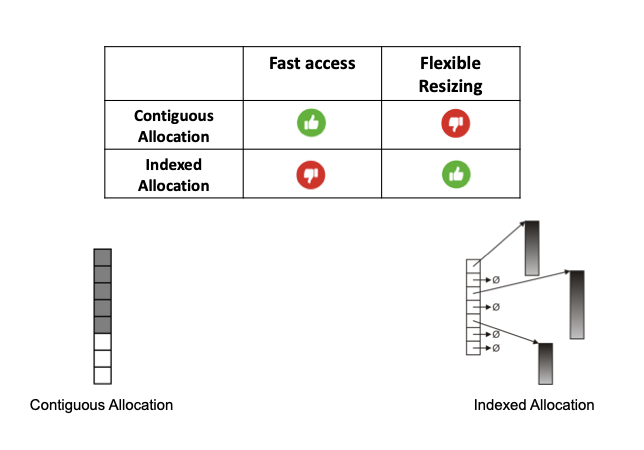 Fast access
Flexible
Resizing
Contiguous
Allocation
Indexed
Allocation
Ø
Ø
Ø
Ø
Contiguous Allocation
Indexed Allocation